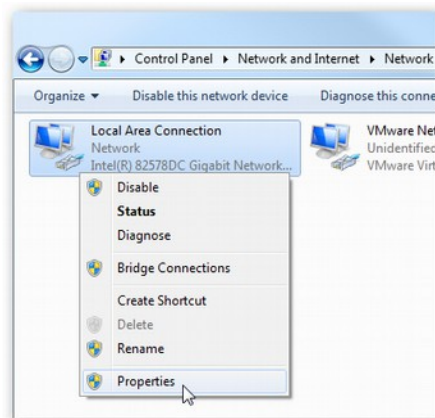 Control Panel ▸ Network and Internet ▸ Network
Organize ▾ Disable this network device Diagnose this conne
Local Area Connection
Network
Intel(R) 82578DC Gigabit Network...
VMware Net
Unidentified
VMware Virt
Disable
Status
Diagnose
Bridge Connections
Create Shortcut
Delete
Rename
Properties